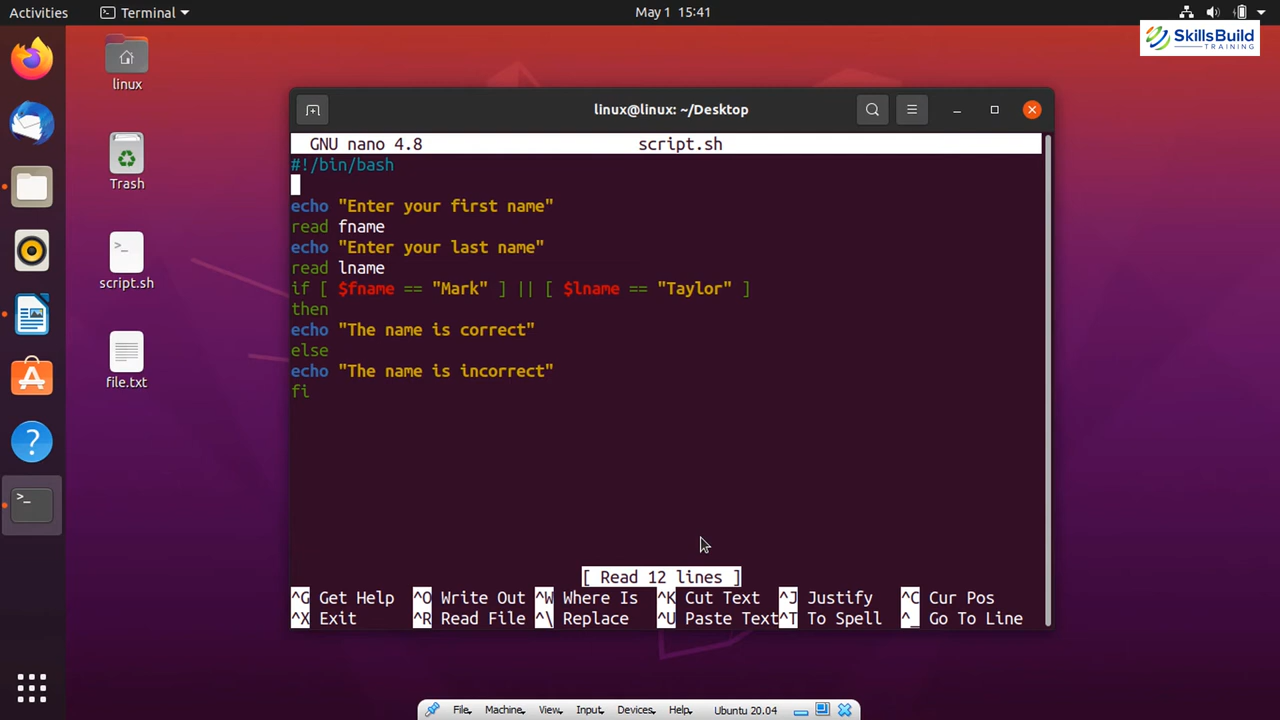 Activities
Terminal
May 1 15:41
SkillsBuild
TRAINING
linux
Trash
script.sh
file.txt
linux@linux: ~/Desktop
GNU nano 4.8 script.sh
#!/bin/bash
echo "Enter your first name"
read fname
echo "Enter your last name"
read lname
if [ $fname == "Mark" ] || [ $lname == "Taylor" ]
then
echo "The name is correct"
else
echo "The name is incorrect"
fi
[ Read 12 lines ]
^G Get Help ^O Write Out ^W Where Is ^K Cut Text ^J Justify ^C Cur Pos
^X Exit ^R Read File ^\ Replace ^U Paste Text ^T To Spell ^_ Go To Line
File Machine View Input Devices Help Ubuntu 20.04